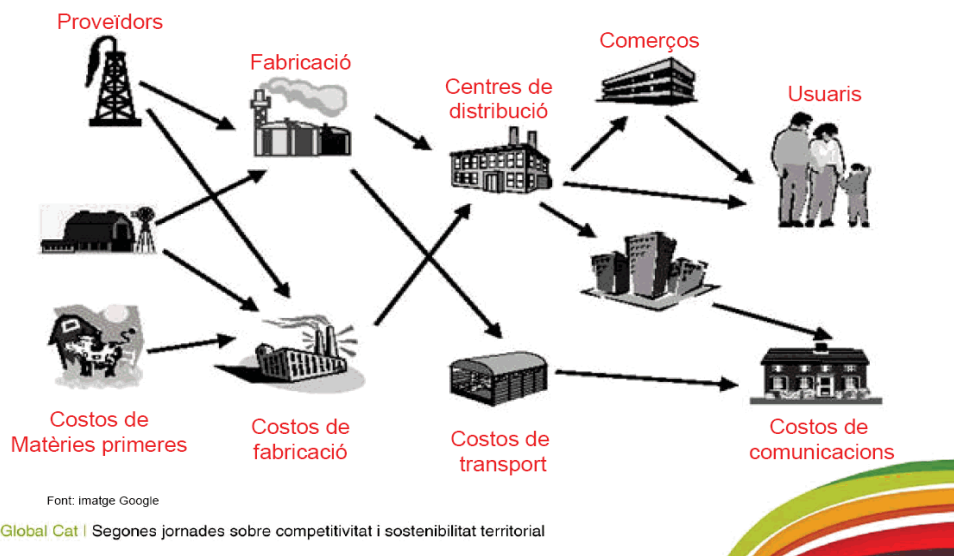 Proveïdors
Fabricació
Centres de
distribució
Comerços
Usuaris
Costos de
Matèries primeres
Costos de
fabricació
Costos de
transport
Costos de
comunicacions
Font: imatge Google
Global Cat | Segones jornades sobre competitivitat i sostenibilitat territorial